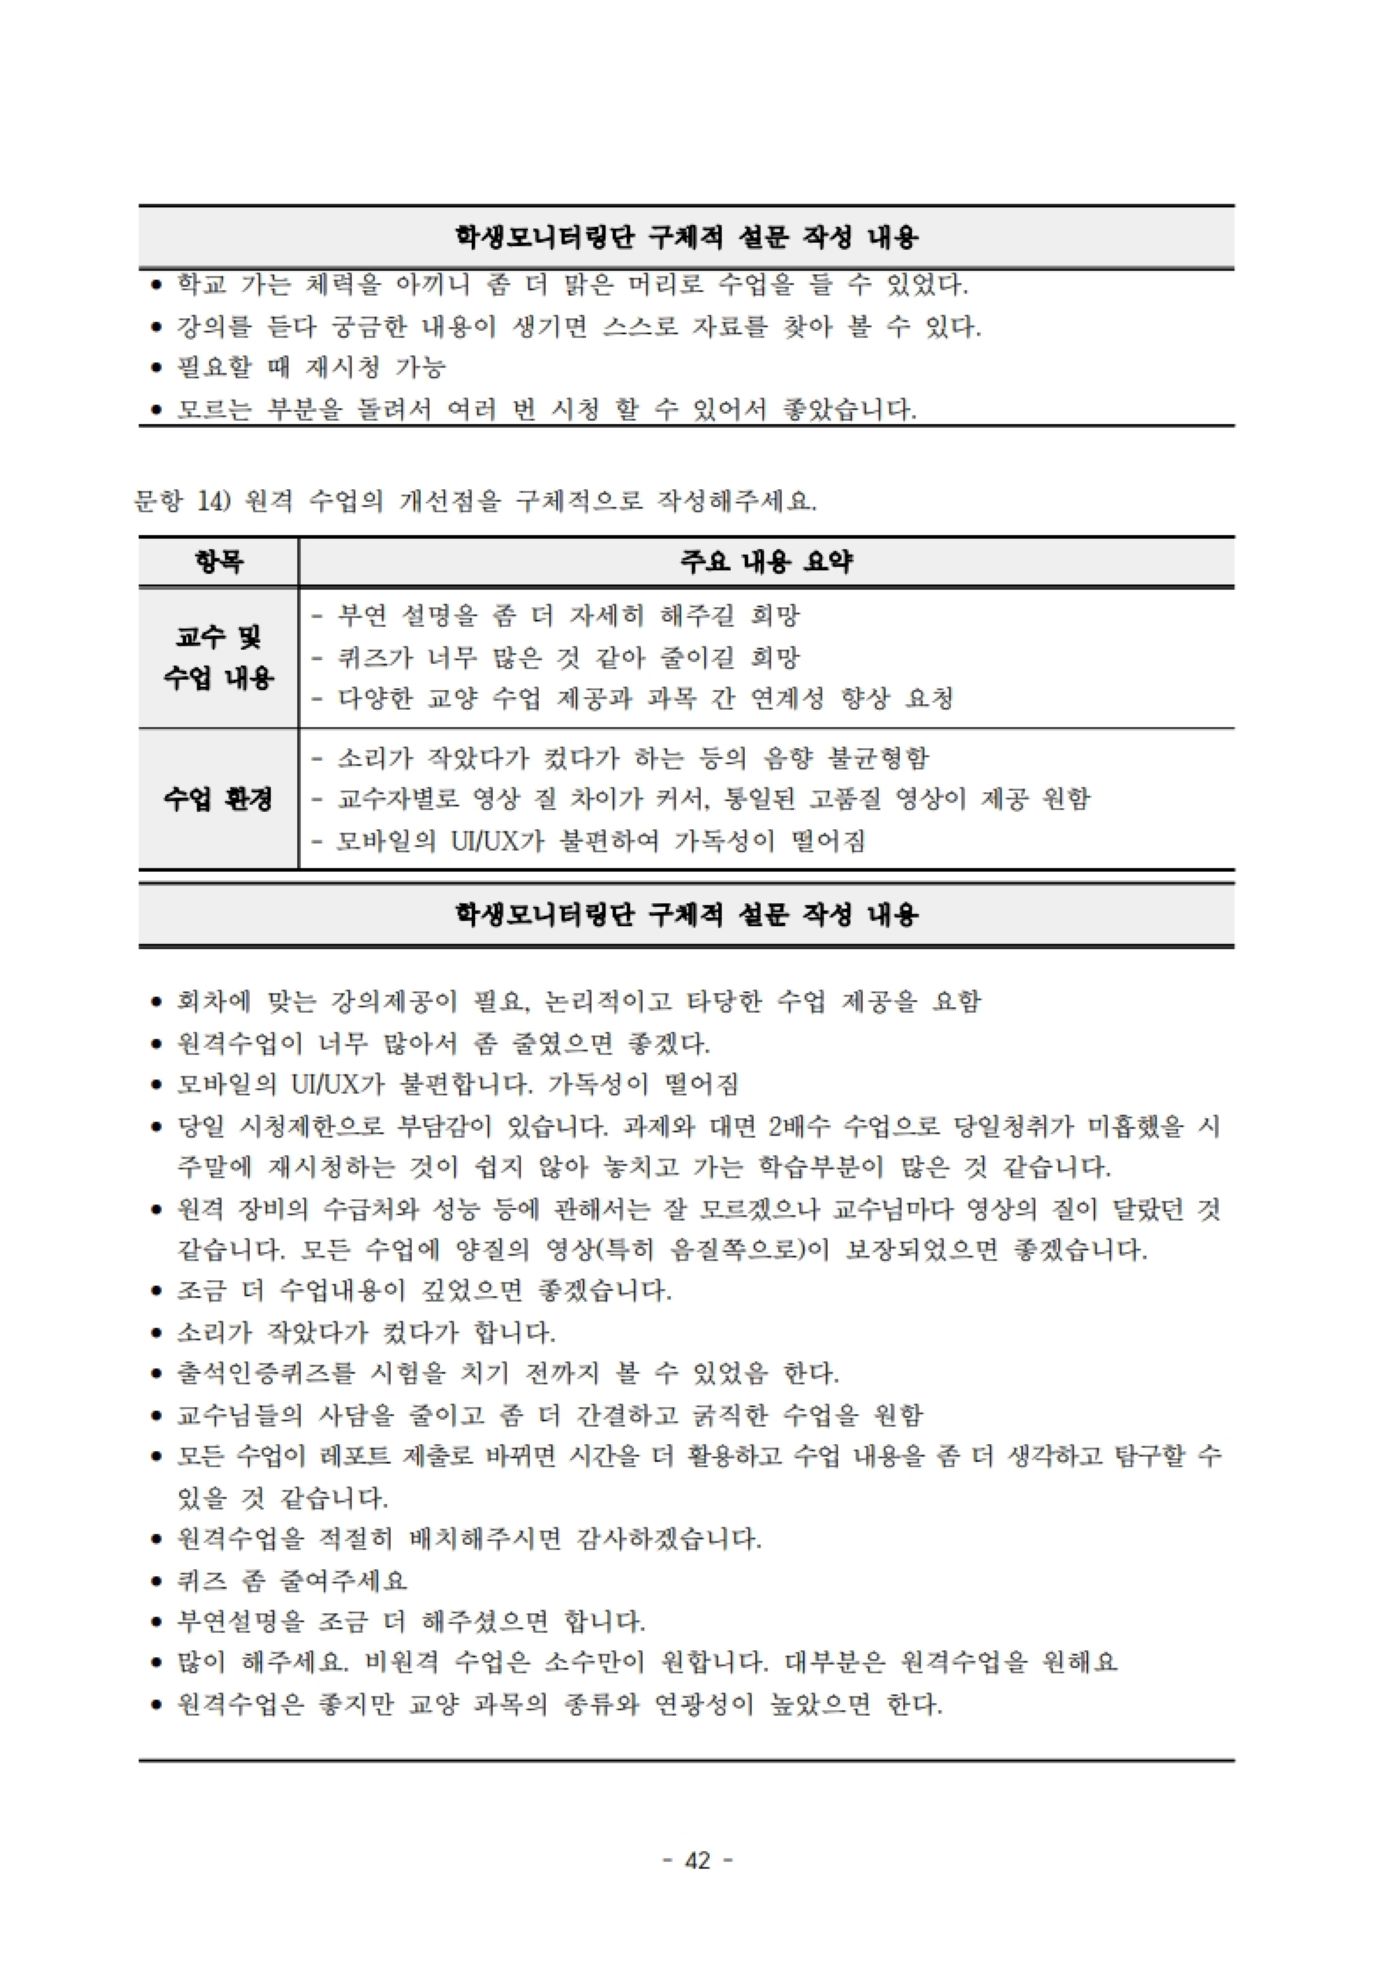 학생모니터링단 구체적 설문 작성 내용
● 학교 가는 체력을 아끼니 좀 더 맑은 머리로 수업을 들 수 있었다.
● 강의를 듣다 궁금한 내용이 생기면 스스로 자료를 찾아 볼 수 있다.
● 필요할 때 재시청 가능
● 모르는 부분을 돌려서 여러 번 시청 할 수 있어서 좋았습니다.
문항 14) 원격 수업의 개선점을 구체적으로 작성해주세요.
항목 주요 내용 요약
교수 및
수업 내용
- 부연 설명을 좀 더 자세히 해주길 희망
- 퀴즈가 너무 많은 것 같아 줄이길 희망
- 다양한 교양 수업 제공과 과목 간 연계성 향상 요청
수업 환경
- 소리가 작았다가 컸다가 하는 등의 음향 불균형함
- 교수자별로 영상 질 차이가 커서, 통일된 고품질 영상이 제공 원함
- 모바일의 UI/UX가 불편하여 가독성이 떨어짐
학생모니터링단 구체적 설문 작성 내용
● 회차에 맞는 강의제공이 필요, 논리적이고 타당한 수업 제공을 요함
● 원격수업이 너무 많아서 좀 줄였으면 좋겠다.
● 모바일의 UI/UX가 불편합니다. 가독성이 떨어짐
● 당일 시청제한으로 부담감이 있습니다. 과제와 대면 2배수 수업으로 당일청취가 미흡했을 시
주말에 재시청하는 것이 쉽지 않아 놓치고 가는 학습부분이 많은 것 같습니다.
● 원격 장비의 수급처와 성능 등에 관해서는 잘 모르겠으나 교수님마다 영상의 질이 달랐던 것
같습니다. 모든 수업에 양질의 영상(특히 음질쪽으로)이 보장되었으면 좋겠습니다.
● 조금 더 수업내용이 깊었으면 좋겠습니다.
● 소리가 작았다가 컸다가 합니다.
● 출석인증퀴즈를 시험을 치기 전까지 볼 수 있었음 한다.
● 교수님들의 사담을 줄이고 좀 더 간결하고 굵직한 수업을 원함
● 모든 수업이 레포트 제출로 바뀌면 시간을 더 활용하고 수업 내용을 좀 더 생각하고 탐구할 수
있을 것 같습니다.
● 원격수업을 적절히 배치해주시면 감사하겠습니다.
● 퀴즈 좀 줄여주세요
● 부연설명을 조금 더 해주셨으면 합니다.
● 많이 해주세요. 비원격 수업은 소수만이 원합니다. 대부분은 원격수업을 원해요
● 원격수업은 좋지만 교양 과목의 종류와 연광성이 높았으면 한다.
- 42 -